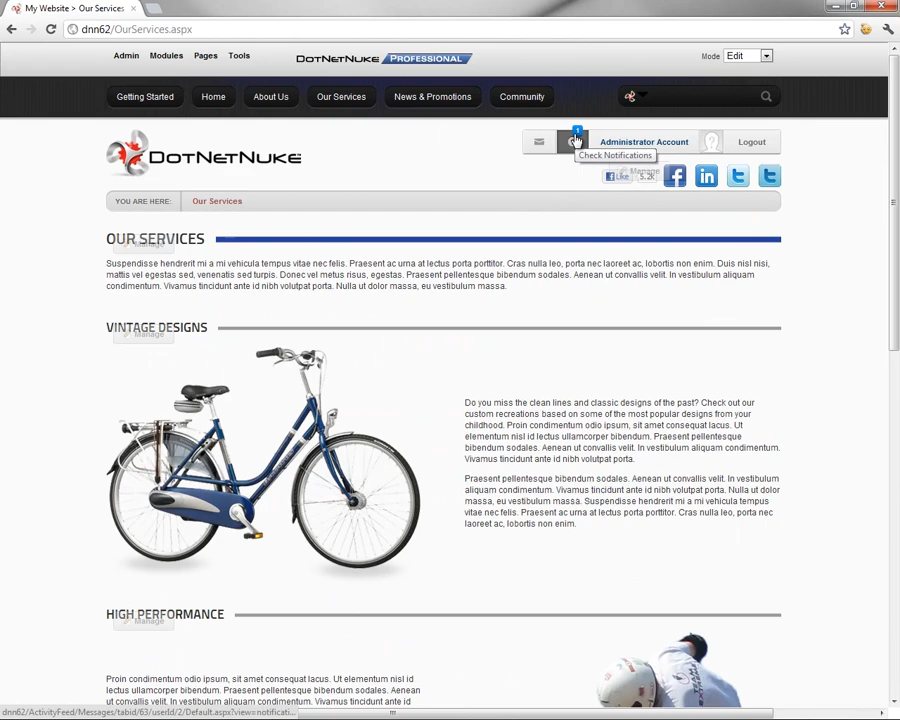 My Website > Our Services
dnn62/OurServices.aspx
Admin Modules Pages Tools
DOTNETNUKE PROFESSIONAL
Mode Edit
Getting Started Home About Us Our Services News & Promotions Community
1
Administrator Account Logout
Check Notifications
Manage
Like 5.2K
DOTNETNUKE
YOU ARE HERE: Our Services
OUR SERVICES
Manage
Suspendisse hendrerit mi a mi vehicula tempus vitae nec felis. Praesent ac urna at lectus porta porttitor. Cras nulla leo, porta nec laoreet ac, lobortis non enim. Duis nisl nisi,
mattis vel egestas sed, venenatis sed turpis. Donec vel metus risus, egestas. Praesent pellentesque bibendum sodales. Aenean ut convallis velit. In vestibulum aliquam
condimentum. Vivamus tincidunt ante id nibh volutpat porta. Nulla ut dolor massa, eu vestibulum massa.
VINTAGE DESIGNS
Manage
Do you miss the clean lines and classic designs of the past? Check out our
custom recreations based on some of the most popular designs from your
childhood. Proin condimentum odio ipsum, sit amet consequat lacus. Ut
elementum nisl id lectus ullamcorper bibendum. Praesent pellentesque
bibendum sodales. Aenean ut convallis velit. In vestibulum aliquam condimentum.
Vivamus tincidunt ante id nibh volutpat porta.
Praesent pellentesque bibendum sodales. Aenean ut convallis velit. In vestibulum
aliquam condimentum. Vivamus tincidunt ante id nibh volutpat porta.
Nulla ut dolor massa, eu vestibulum massa. Suspendisse hendrerit mi a mi vehicula tempus
vitae nec felis. Praesent ac urna at lectus porta porttitor. Cras nulla leo, porta nec
laoreet ac, lobortis non enim.
HIGH PERFORMANCE
Manage
Proin condimentum odio ipsum, sit amet consequat lacus. Ut elementum nisl id
lectus ullamcorper bibendum. Praesent pellentesque bibendum sodales. Aenean ut
convallis velit. In vestibulum aliquam condimentum. Vivamus tincidunt ante id
dnn62/ActivityFeed/Messages/tabid/63/userId/2/Default.aspx?view=notificati...